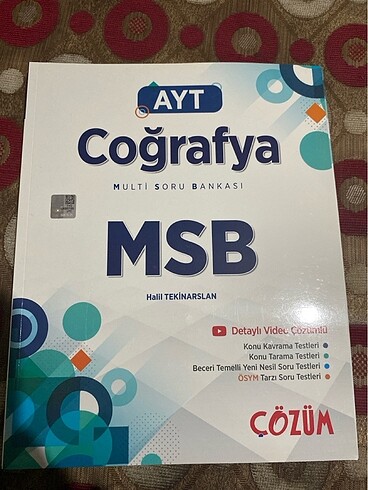 AYT
Coğrafya
MULTİ SORU BANKASI
MSB
Halil TEKİNARSLAN
Detaylı Video Çözümlü
Konu Kavrama Testleri
Konu Tarama Testleri
Beceri Temelli Yeni Nesil Soru Testleri
ÖSYM Tarzı Soru Testleri
ÇÖZÜM